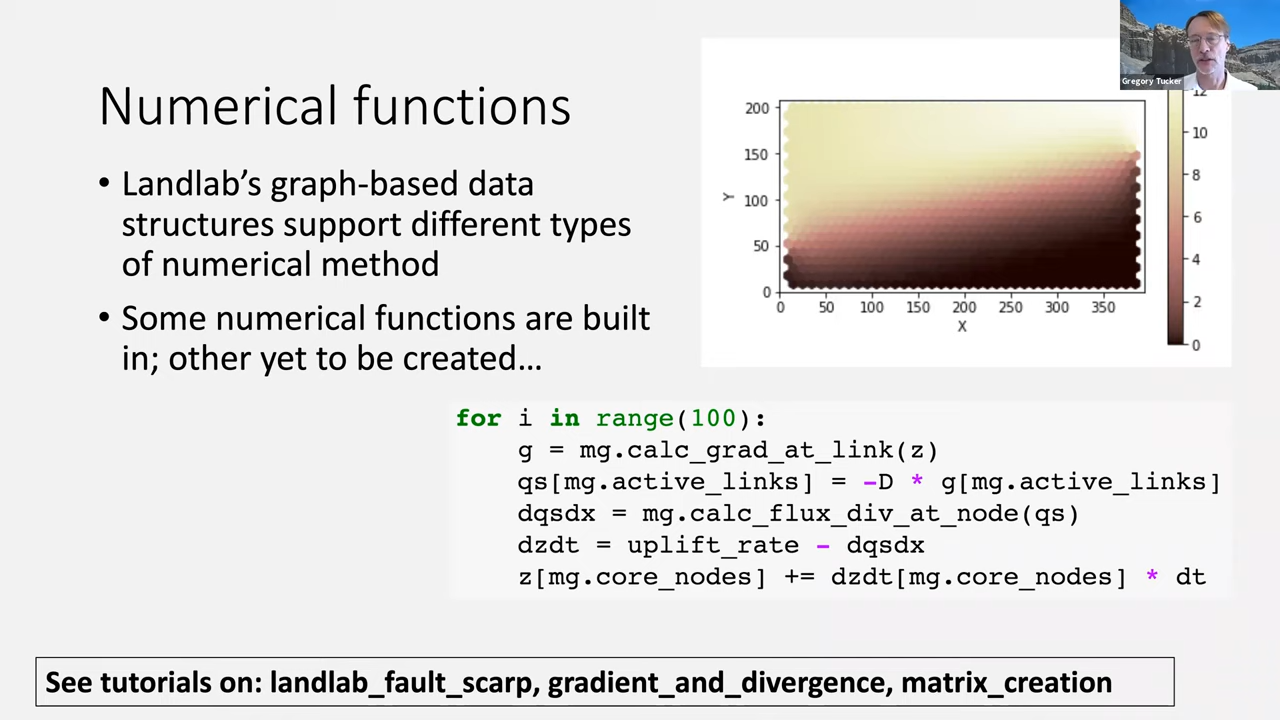 Numerical functions
• Landlab's graph-based data
structures support different types
of numerical method
• Some numerical functions are built
in; other yet to be created…
Gregory Tucker
200
150
100
50
0
Y
0 50 100 150 200 250 300 350
X
12
10
8
6
4
2
0
for i in range(100):
g = mg.calc_grad_at_link(z)
qs[mg.active_links] = -D * g[mg.active_links]
dqsdx = mg.calc_flux_div_at_node(qs)
dzdt = uplift_rate - dqsdx
z[mg.core_nodes] += dzdt[mg.core_nodes] * dt
See tutorials on: landlab_fault_scarp, gradient_and_divergence, matrix_creation